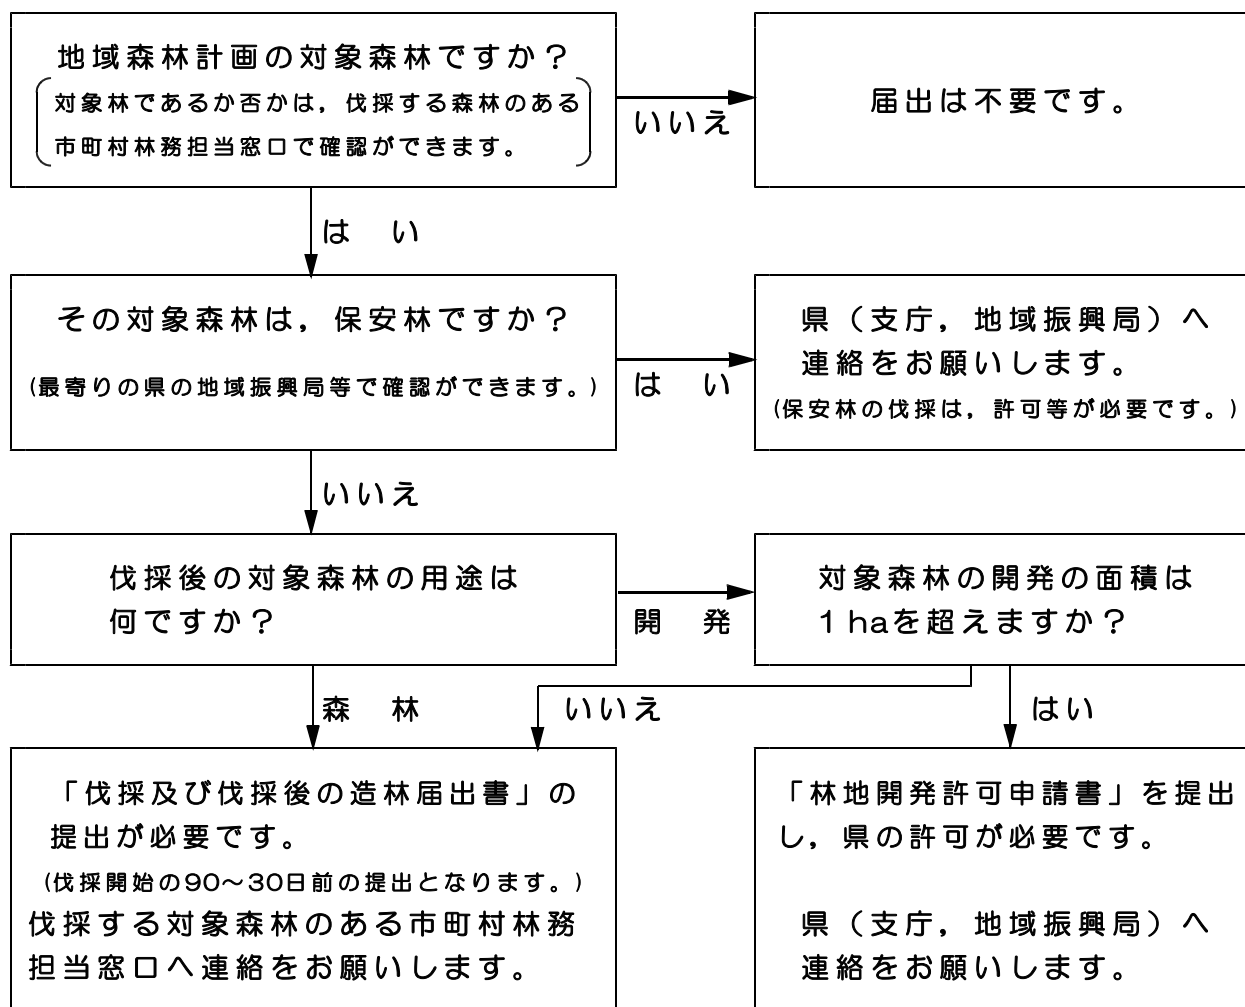 地域森林計画の対象森林ですか？
対象林であるか否かは，伐採する森林のある
市町村林務担当窓口で確認ができます。
いいえ
届出は不要です。
は　い
その対象森林は，保安林ですか？
(最寄りの県の地域振興局等で確認ができます。)
は　い
県（支庁，地域振興局）へ
連絡をお願いします。
(保安林の伐採は，許可等が必要です。)
いいえ
伐採後の対象森林の用途は
何ですか？
開　発
対象森林の開発の面積は
１haを超えますか？
森　林
いいえ
はい
「伐採及び伐採後の造林届出書」の
提出が必要です。
(伐採開始の90～30日前の提出となります。)
伐採する対象森林のある市町村林務
担当窓口へ連絡をお願いします。
「林地開発許可申請書」を提出
し，県の許可が必要です。
県（支庁，地域振興局）へ
連絡をお願いします。